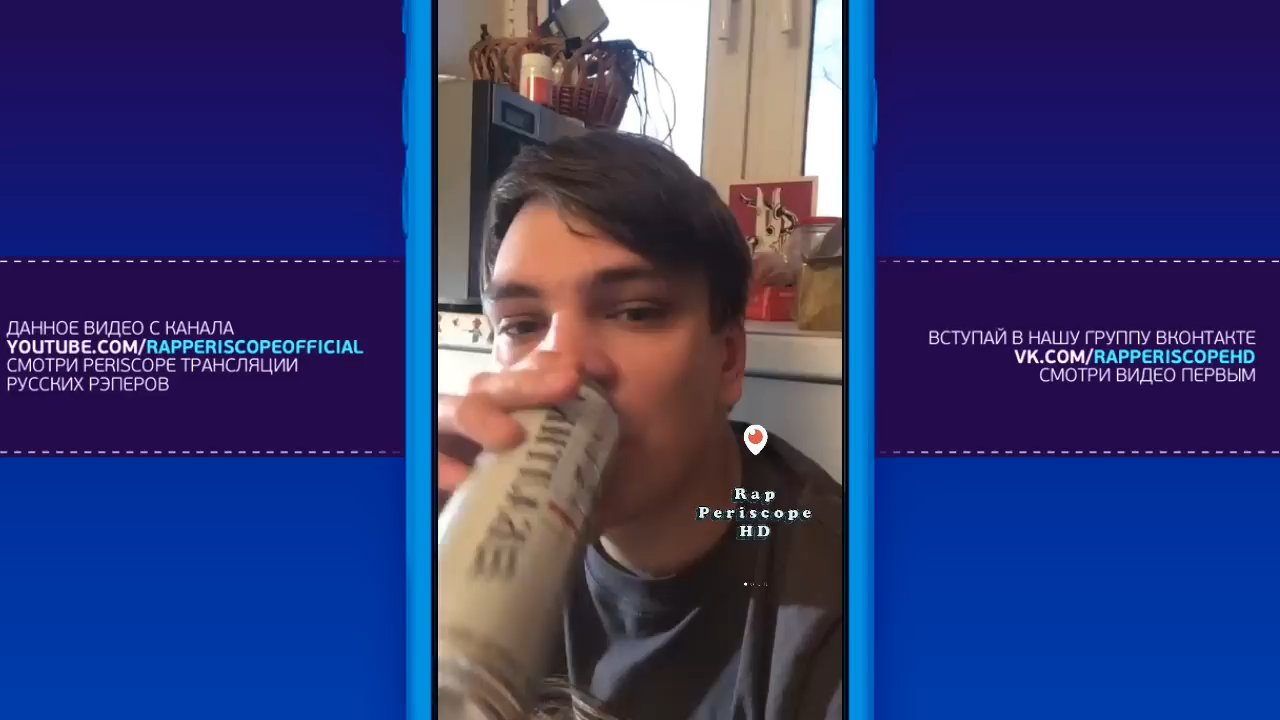 ДАННОЕ ВИДЕО С КАНАЛА
YOUTUBE.COM/RAPPERISCOPEOFFICIAL
СМОТРИ PERISCOPE ТРАНСЛЯЦИИ
РУССКИХ РЭПЕРОВ
ВСТУПАЙ В НАШУ ГРУППУ ВКОНТАКТЕ
VK.COM/RAPPERISCOPEHD
СМОТРИ ВИДЕО ПЕРВЫМ
Rap
Periscope
HD